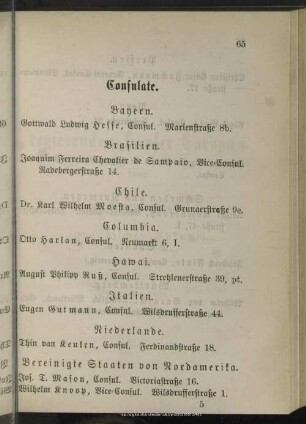 65
Consulate.
Bayern.
Gottwald Ludwig Hesse, Consul. Marienstraße 8b.
Brasilien.
Joaquim Ferreira Chevalier de Sampaio, Vice-Consul.
Radebergerstraße 14.
Chile.
Dr. Karl Wilhelm Moesta, Consul. Grunaerstraße 9e.
Columbia.
Otto Harlan, Consul. Neumarkt 6, I.
Hawai.
August Philipp Ruß, Consul. Strehlenerstraße 39, pt.
Italien.
Eugen Gutmann, Consul. Wilsdrufferstraße 44.
Niederlande.
Thin van Keulen, Consul. Ferdinandstraße 18.
Vereinigte Staaten von Nordamerika.
Jos. T. Mason, Consul. Victoriastraße 16.
Wilhelm Knoop, Vice-Consul. Wilsdrufferstraße 1.
5